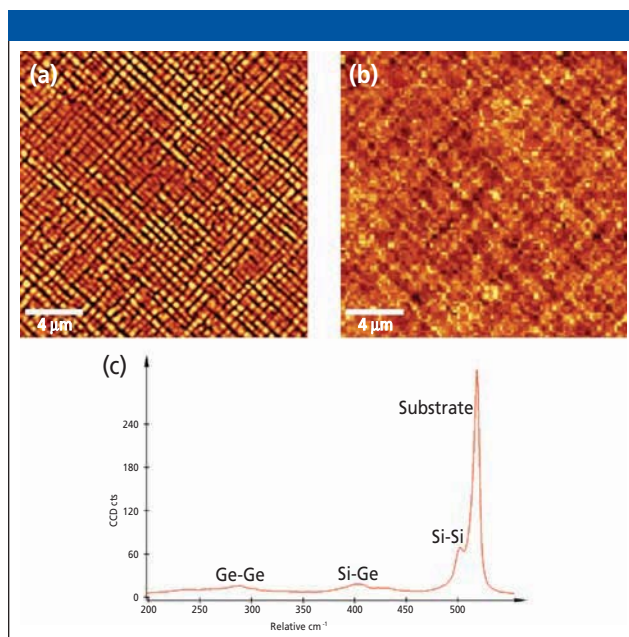 (a)
(b)
4 μm
4 μm
(c)
240
180
120
60
0
CCD cts
Substrate
Si-Si
Ge-Ge
Si-Ge
200
250
300
350
400
450
500
Relative cm⁻¹